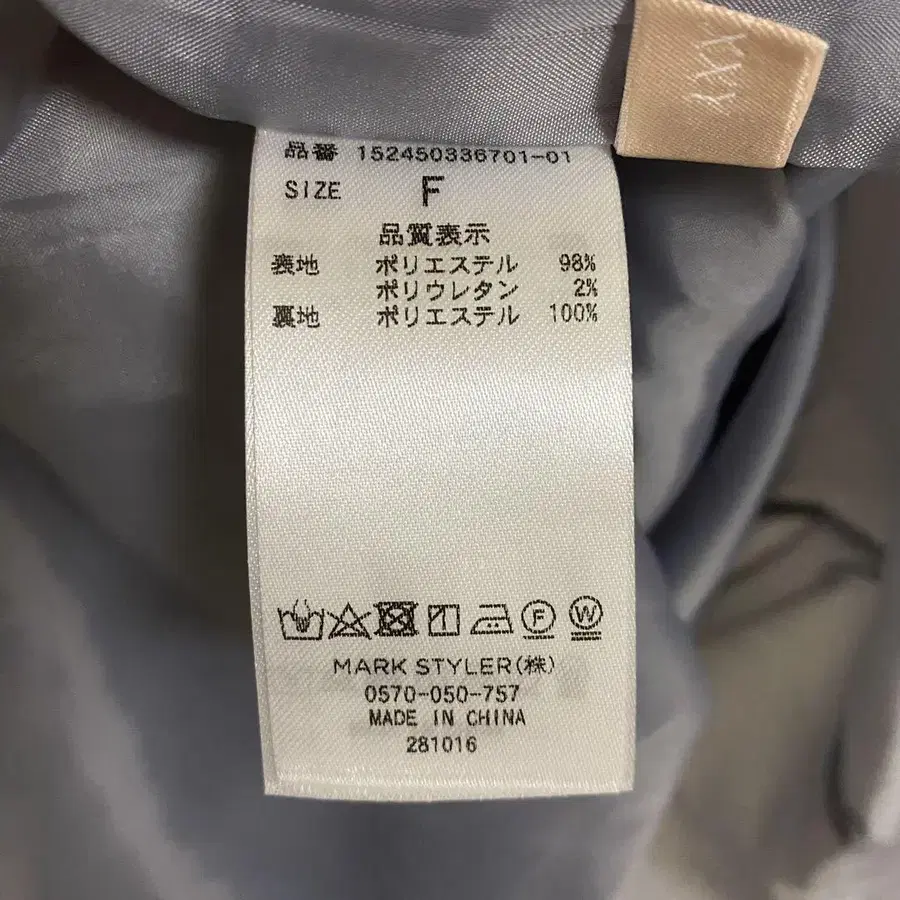 品番 152450336701-01
SIZE F
品質表示
表地 ポリエステル 98%
ポリウレタン 2%
裏地 ポリエステル 100%
F W
MARK STYLER(株)
0570-050-757
MADE IN CHINA
281016